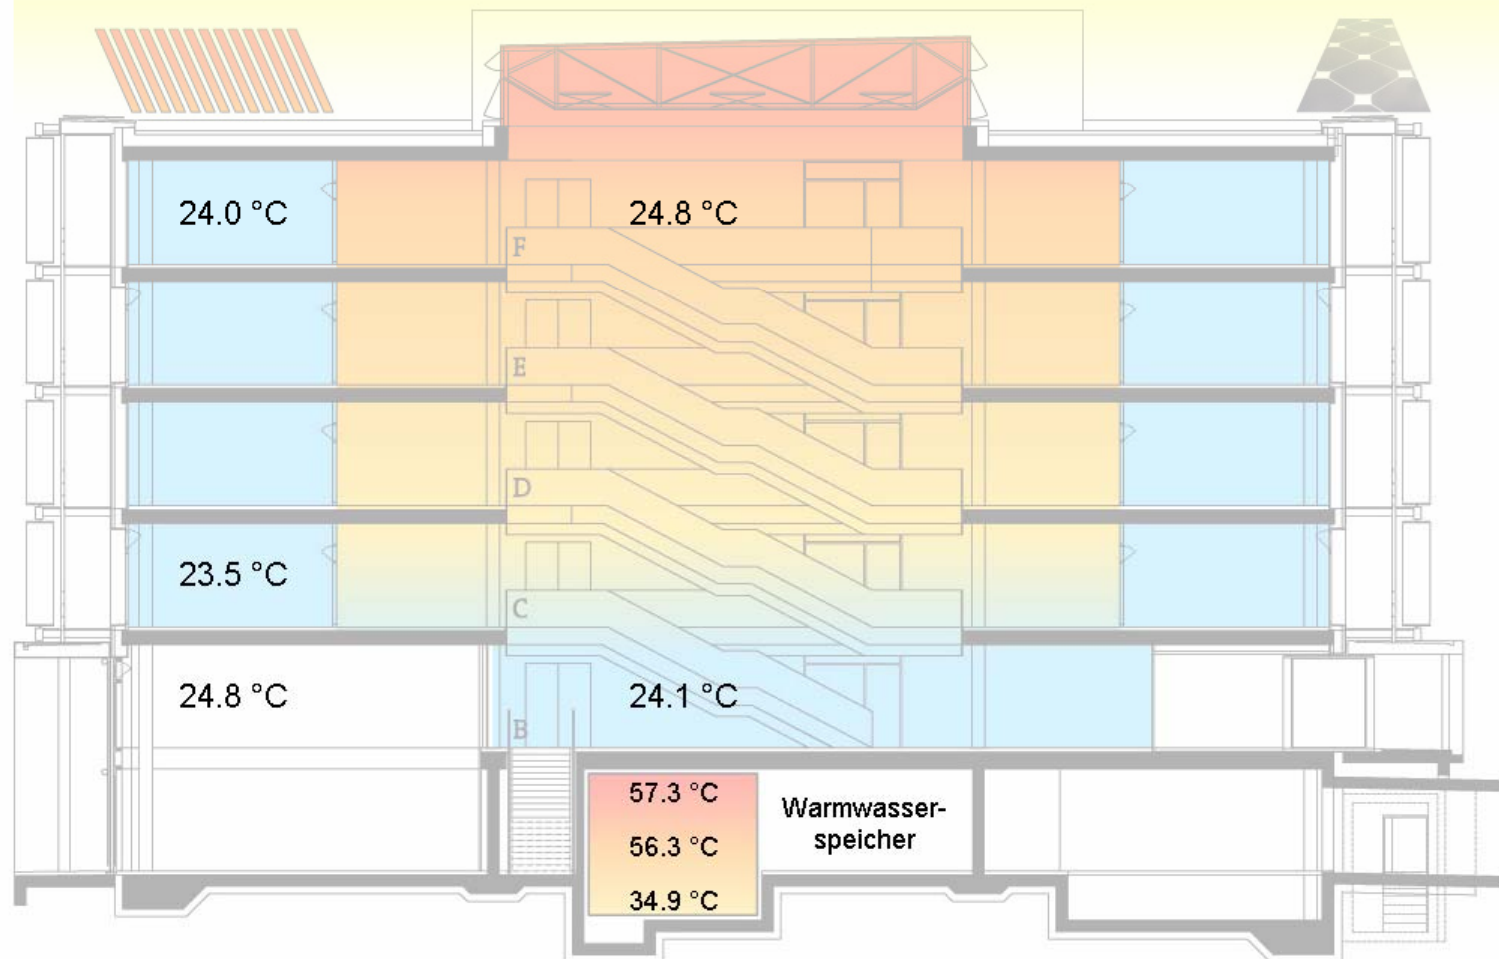 24.0 °C 24.8 °C
F
E
D
23.5 °C
C
24.8 °C 24.1 °C
B
57.3 °C
Warmwasser-
56.3 °C
speicher
34.9 °C